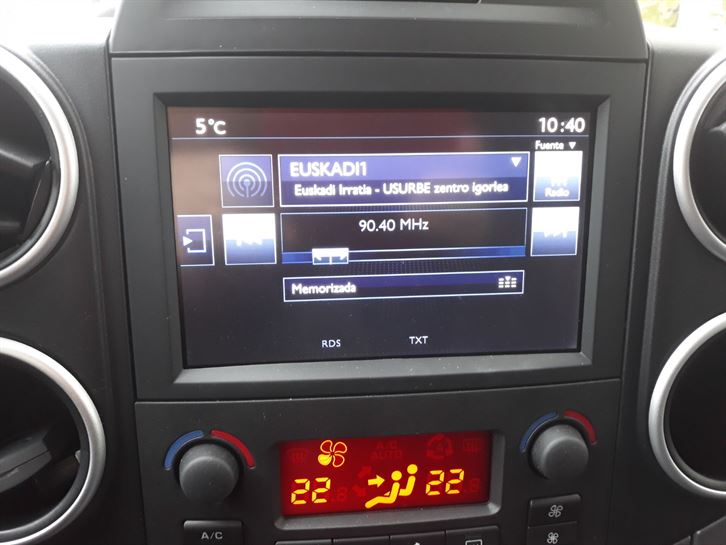 5°C
10:40
Fuente
EUSKADI1
Euskadi Irratia - USURBE zentro igorlea
Radio
90.40 MHz
Memorizada
RDS
TXT
A/C
AUTO
22
22
A/C